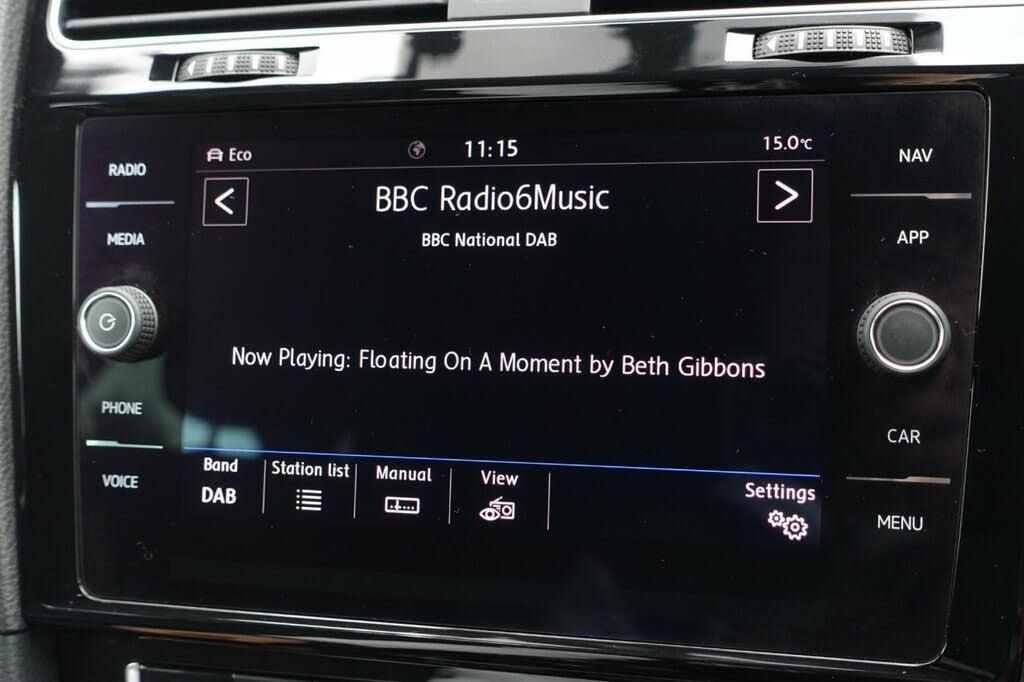 RADIO
MEDIA
PHONE
VOICE
Eco
11:15
15.0°C
<
BBC Radio6Music
>
BBC National DAB
Now Playing: Floating On A Moment by Beth Gibbons
Band
DAB
Station list
Manual
View
Settings
NAV
APP
CAR
MENU